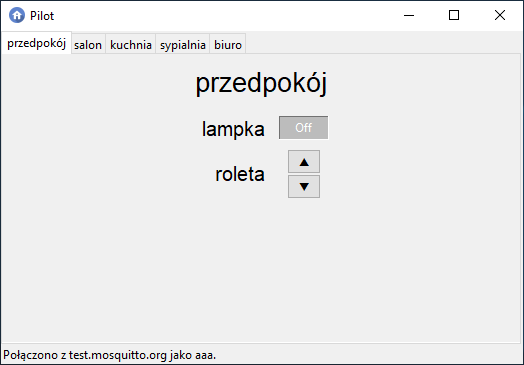 Pilot
przedpokój salon kuchnia sypialnia biuro
przedpokój
lampka Off
roleta ▲
▼
Połączono z test.mosquitto.org jako aaa.